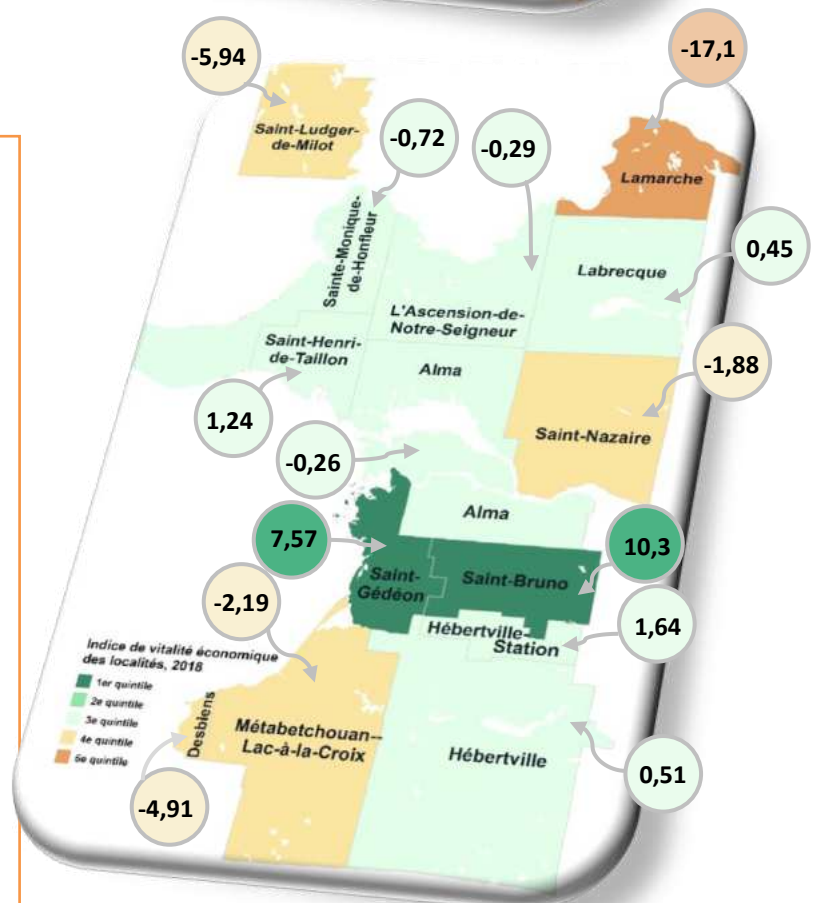 -5,94
-17,1
Saint-Ludger-
de-Milot
-0,72
-0,29
Lamarche
Sainte-Monique-
de-Honfleur
0,45
Labrecque
L'Ascension-de-
Notre-Seigneur
Saint-Henri-
de-Taillon
Alma
-1,88
1,24
Saint-Nazaire
-0,26
Alma
7,57
10,3
Saint-
Gédéon
Saint-Bruno
-2,19
Hébertville-
Station
1,64
Indice de vitalité économique
des localités, 2018
1er quintile
2e quintile
3e quintile
4e quintile
5e quintile
Desbiens
Métabetchouan--
Lac-à-la-Croix
Hébertville
0,51
-4,91